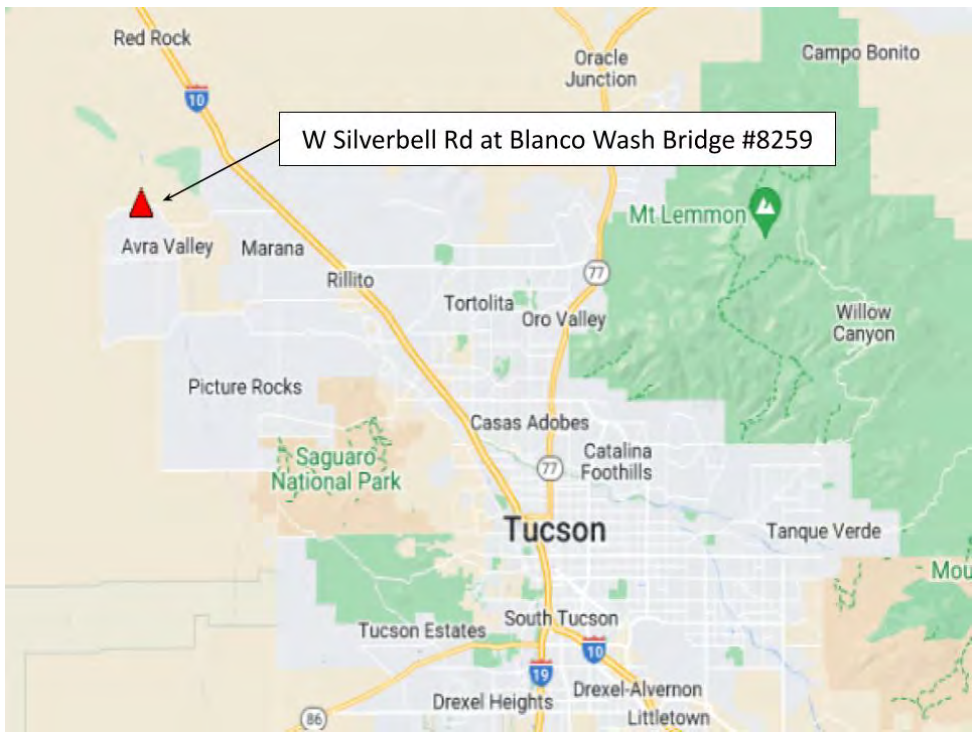 Red Rock
Oracle
Junction
Campo Bonito
10
W Silverbell Rd at Blanco Wash Bridge #8259
Mt Lemmon
Avra Valley
Marana
Rillito
77
Tortolita
Oro Valley
Willow
Canyon
Picture Rocks
Casas Adobes
Catalina
Foothills
Saguaro
National Park
77
Tucson
Tanque Verde
Mou
South Tucson
Tucson Estates
10
19
Drexel Heights
Drexel-Alvernon
86
Littletown